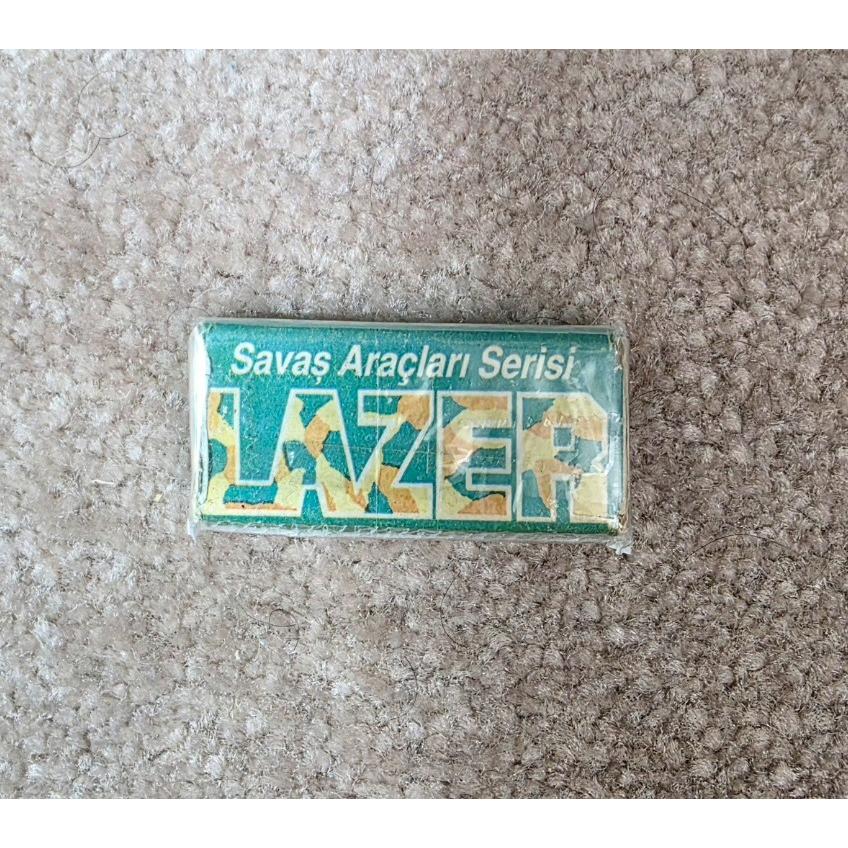 Savaş Araçları Serisi
LAZER